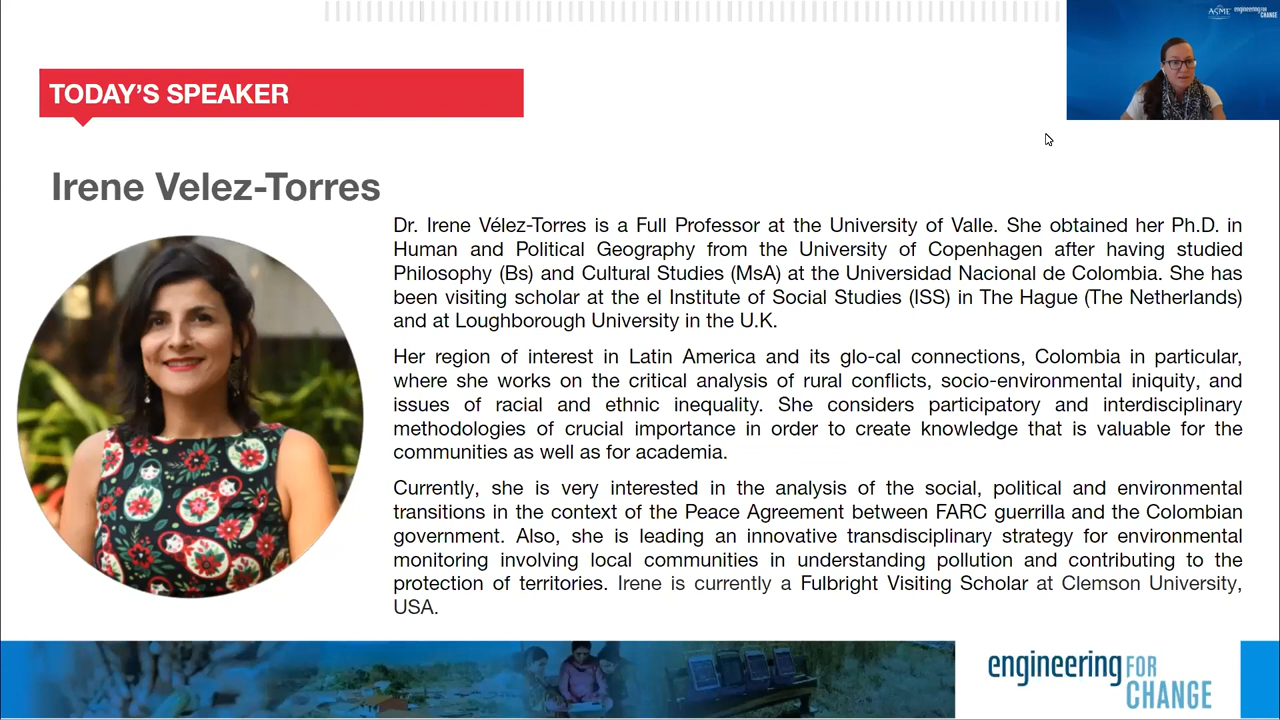 ASME engineering FOR CHANGE
TODAY'S SPEAKER
Irene Velez-Torres
Dr. Irene Vélez-Torres is a Full Professor at the University of Valle. She obtained her Ph.D. in
Human and Political Geography from the University of Copenhagen after having studied
Philosophy (Bs) and Cultural Studies (MsA) at the Universidad Nacional de Colombia. She has
been visiting scholar at the el Institute of Social Studies (ISS) in The Hague (The Netherlands)
and at Loughborough University in the U.K.
Her region of interest in Latin America and its glo-cal connections, Colombia in particular,
where she works on the critical analysis of rural conflicts, socio-environmental iniquity, and
issues of racial and ethnic inequality. She considers participatory and interdisciplinary
methodologies of crucial importance in order to create knowledge that is valuable for the
communities as well as for academia.
Currently, she is very interested in the analysis of the social, political and environmental
transitions in the context of the Peace Agreement between FARC guerrilla and the Colombian
government. Also, she is leading an innovative transdisciplinary strategy for environmental
monitoring involving local communities in understanding pollution and contributing to the
protection of territories. Irene is currently a Fulbright Visiting Scholar at Clemson University,
USA.
engineering FOR
CHANGE